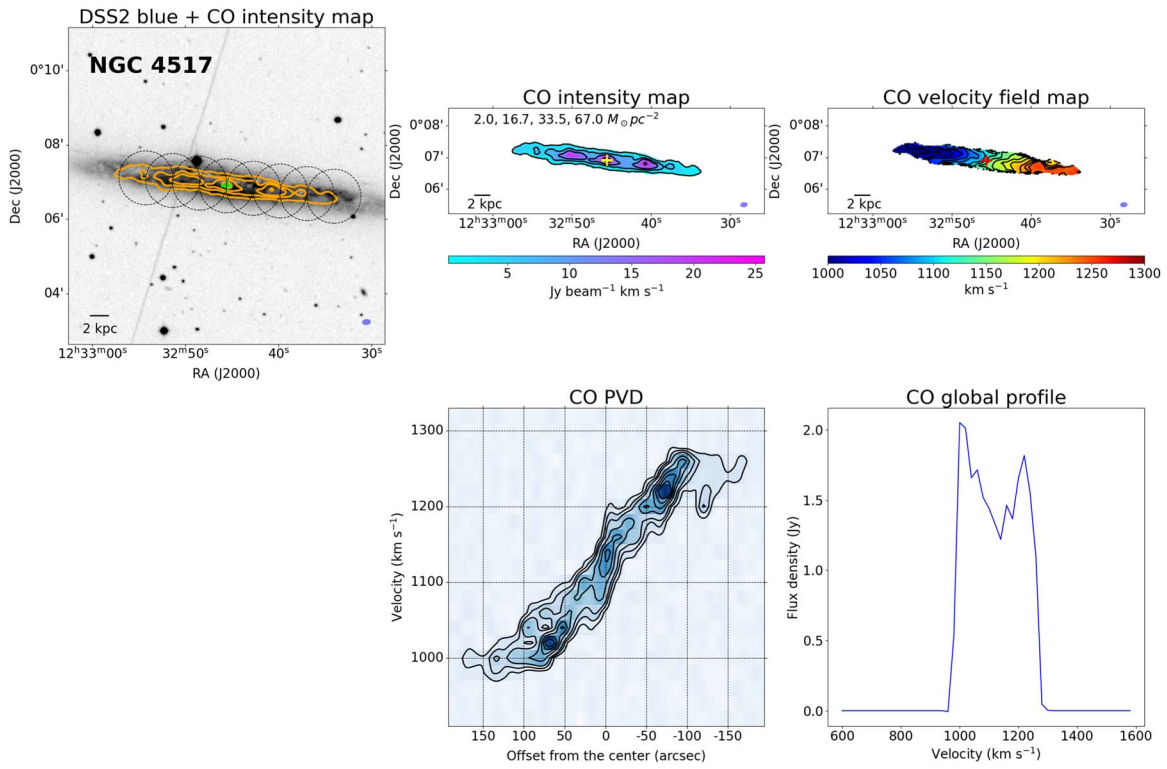 DSS2 blue + CO intensity map
NGC 4517
0°10'
08'
06'
04'
Dec (J2000)
2 kpc
12ʰ33ᵐ00ˢ 32ᵐ50ˢ 40ˢ 30ˢ
RA (J2000)
CO intensity map
2.0, 16.7, 33.5, 67.0 M⊙pc⁻²
0°08'
07'
06'
Dec (J2000)
2 kpc
12ʰ33ᵐ00ˢ 32ᵐ50ˢ 40ˢ 30ˢ
RA (J2000)
5 10 15 20 25
Jy beam⁻¹ km s⁻¹
CO velocity field map
0°08'
07'
06'
Dec (J2000)
2 kpc
12ʰ33ᵐ00ˢ 32ᵐ50ˢ 40ˢ 30ˢ
RA (J2000)
1000 1050 1100 1150 1200 1250 1300
km s⁻¹
CO PVD
1300
1200
1100
1000
Velocity (km s⁻¹)
150 100 50 0 -50 -100 -150
Offset from the center (arcsec)
CO global profile
2.0
1.5
1.0
0.5
0.0
Flux density (Jy)
600 800 1000 1200 1400 1600
Velocity (km s⁻¹)